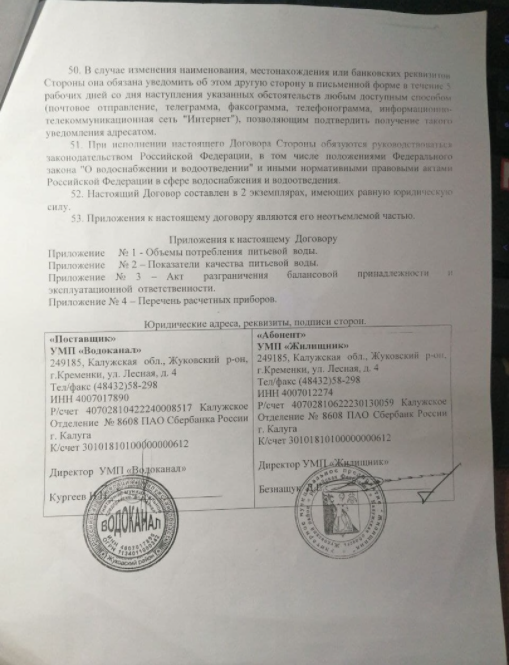 50. В случае изменения наименования, местонахождения или банковских реквизитов
Стороны она обязана уведомить об этом другую сторону в письменной форме в течение 5
рабочих дней со дня наступления указанных обстоятельств любым доступным способом
(почтовое отправление, телеграмма, факсограмма, телефонограмма, информационно-
телекоммуникационная сеть "Интернет"), позволяющим подтвердить получение такого
уведомления адресатом.
51. При исполнении настоящего Договора Стороны обязуются руководствоваться
законодательством Российской Федерации, в том числе положениями Федерального
закона "О водоснабжении и водоотведении" и иными нормативными правовыми актами
Российской Федерации в сфере водоснабжения и водоотведения.
52. Настоящий Договор составлен в 2 экземплярах, имеющих равную юридическую
силу.
53. Приложения к настоящему договору являются его неотъемлемой частью.
Приложения к настоящему Договору
Приложение № 1 - Объемы потребления питьевой воды.
Приложение № 2 – Показатели качества питьевой воды.
Приложение № 3 – Акт разграничения балансовой принадлежности и
эксплуатационной ответственности.
Приложение № 4 – Перечень расчетных приборов.
Юридические адреса, реквизиты, подписи сторон.
«Поставщик»
УМП «Водоканал»
249185, Калужская обл., Жуковский р-он,
г.Кременки, ул. Лесная, д. 4
Тел/факс (48432)58-298
ИНН 4007017890
Р/счет 40702810422240008517 Калужское
Отделение № 8608 ПАО Сбербанка России
г. Калуга
К/счет 30101810100000000612
Директор УМП «Водоканал»
Кургеев
ВОДОКАНАЛ
«Абонент»
УМП «Жилищник»
249185, Калужская обл., Жуковский р-он,
г.Кременки, ул. Лесная, д. 4
Тел/факс (48432)58-298
ИНН 4007012274
Р/счет 40702810622230130059 Калужское
Отделение № 8608 ПАО Сбербанк России
г. Калуга
К/счет 30101810100000000612
Директор УМП «Жилищник»
Безнащук